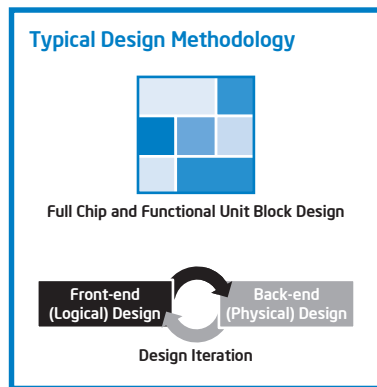 Typical Design Methodology
Full Chip and Functional Unit Block Design
Front-end
(Logical) Design
Back-end
(Physical) Design
Design Iteration